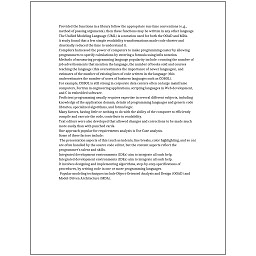 Provided the functions in a library follow the appropriate run-time conventions (e.g.,
method of passing arguments), then these functions may be written in any other language.
The Unified Modeling Language (UML) is a notation used for both the OOAD and MDA.
It really found that a few simple readability transformations made code shorter and
drastically reduced the time to understand it.
Computer harnessed the power of computers to make programming easier by allowing
programmers to specify calculations by entering a formula using infix notation.
Methods of measuring programming language popularity include: counting the number of
job advertisements that mention the language, the number of books sold and courses
teaching the language (this overestimates the importance of newer languages), and
estimates of the number of existing lines of code written in the language (this
underestimates the number of users of business languages such as COBOL).
For example, COBOL is still strong in corporate data centers often on large mainframe
computers, Fortran in engineering applications, scripting languages in Web development,
and C in embedded software.
Proficient programming usually requires expertise in several different subjects, including
knowledge of the application domain, details of programming languages and generic code
libraries, specialized algorithms, and formal logic.
Many factors, having little or nothing to do with the ability of the computer to efficiently
compile and execute the code, contribute to readability.
Text editors were also developed that allowed changes and corrections to be made much
more easily than with punched cards.
One approach popular for requirements analysis is Use Case analysis.
Some of these factors include:
The presentation aspects of this (such as indents, line breaks, color highlighting, and so on)
are often handled by the source code editor, but the content aspects reflect the
programmer's talent and skills.
Integrated development environments (IDEs) aim to integrate all such help.
Integrated development environments (IDEs) aim to integrate all such help.
It involves designing and implementing algorithms, step-by-step specifications of
procedures, by writing code in one or more programming languages.
Popular modeling techniques include Object-Oriented Analysis and Design (OOAD) and
Model-Driven Architecture (MDA).